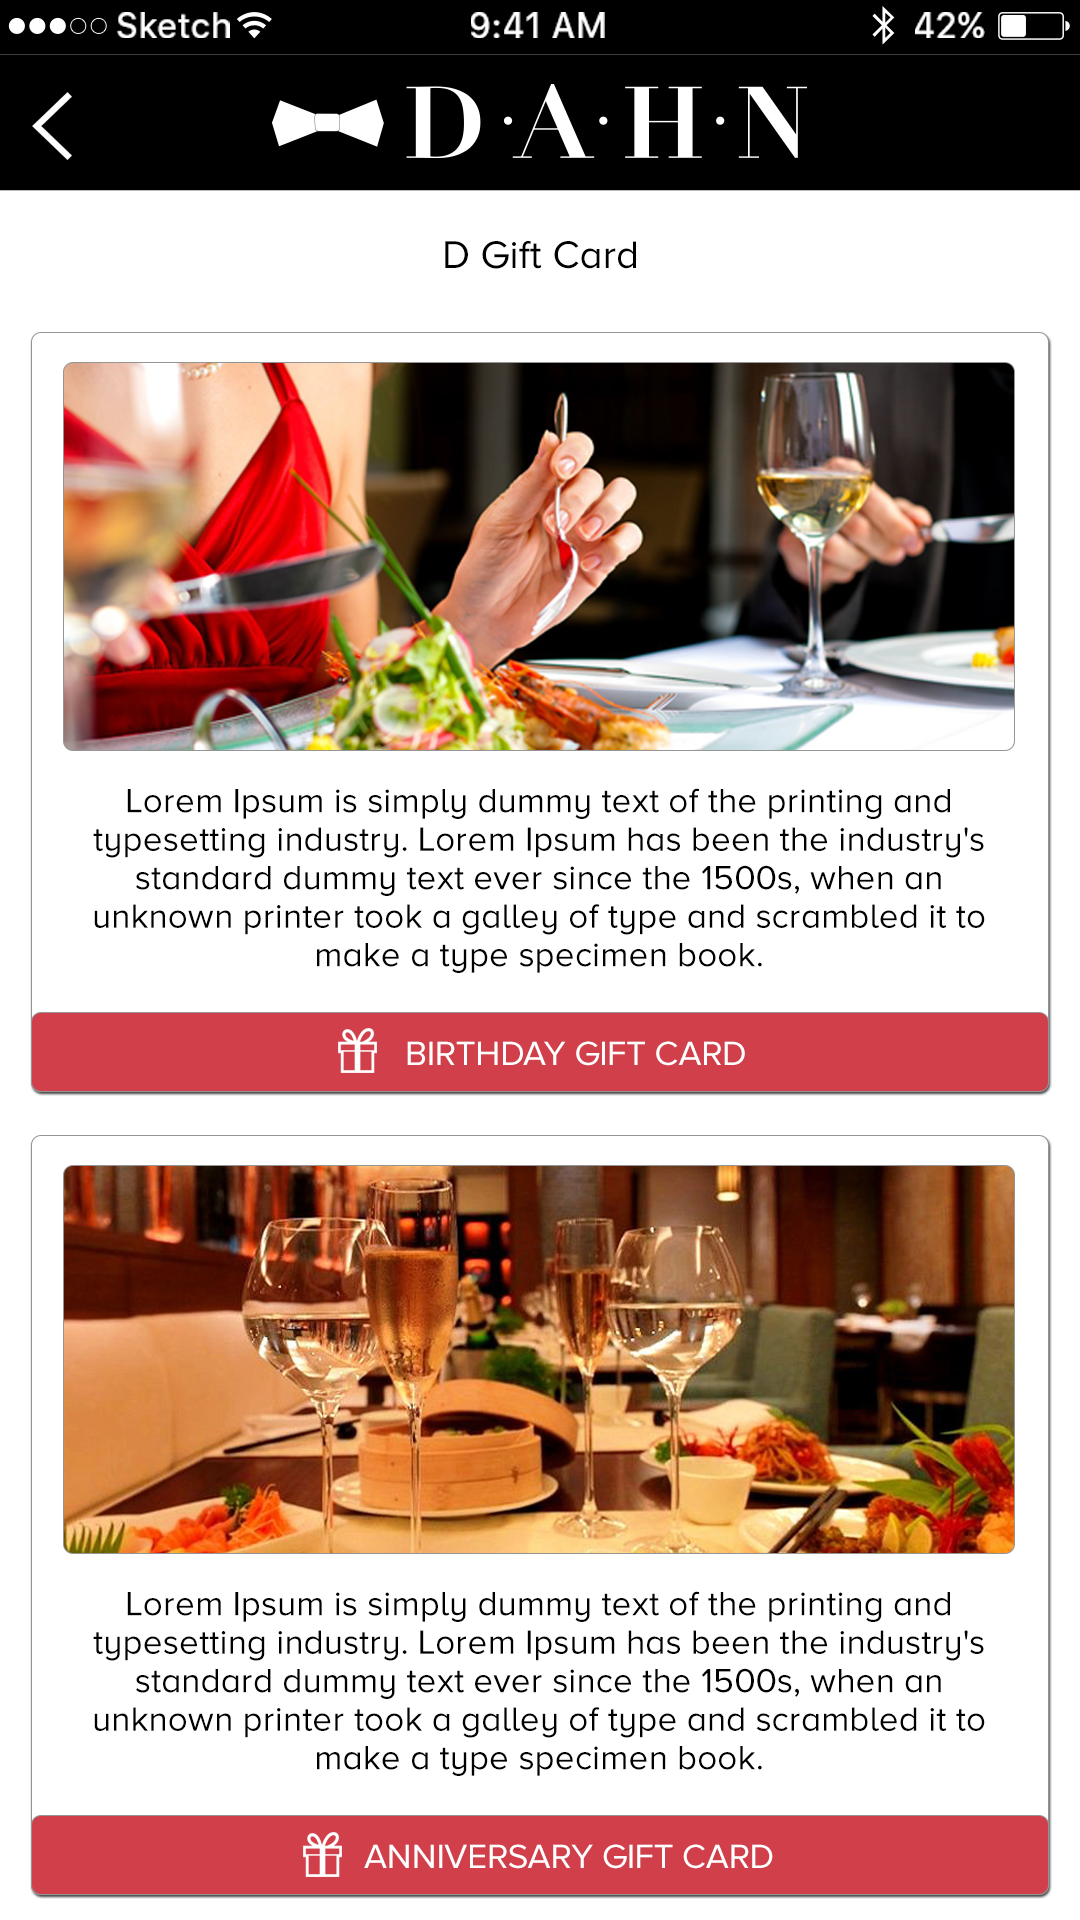 Sketch 9:41 AM 42%
D·A·H·N
D Gift Card
Lorem Ipsum is simply dummy text of the printing and
typesetting industry. Lorem Ipsum has been the industry's
standard dummy text ever since the 1500s, when an
unknown printer took a galley of type and scrambled it to
make a type specimen book.
BIRTHDAY GIFT CARD
Lorem Ipsum is simply dummy text of the printing and
typesetting industry. Lorem Ipsum has been the industry's
standard dummy text ever since the 1500s, when an
unknown printer took a galley of type and scrambled it to
make a type specimen book.
ANNIVERSARY GIFT CARD